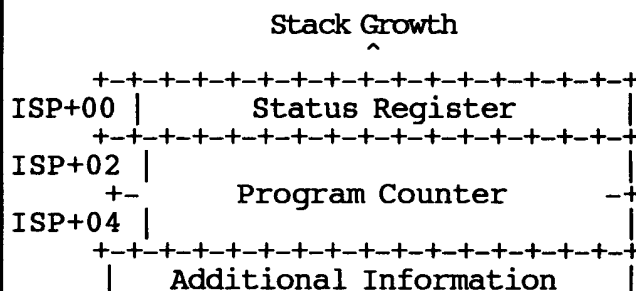 Stack Growth
^
+-+-+-+-+-+-+-+-+-+-+-+-+-+-+-+-+
ISP+00 | Status Register |
+-+-+-+-+-+-+-+-+-+-+-+-+-+-+-+-+
ISP+02 | |
+- Program Counter -+
ISP+04 | |
+-+-+-+-+-+-+-+-+-+-+-+-+-+-+-+-+
| Additional Information |